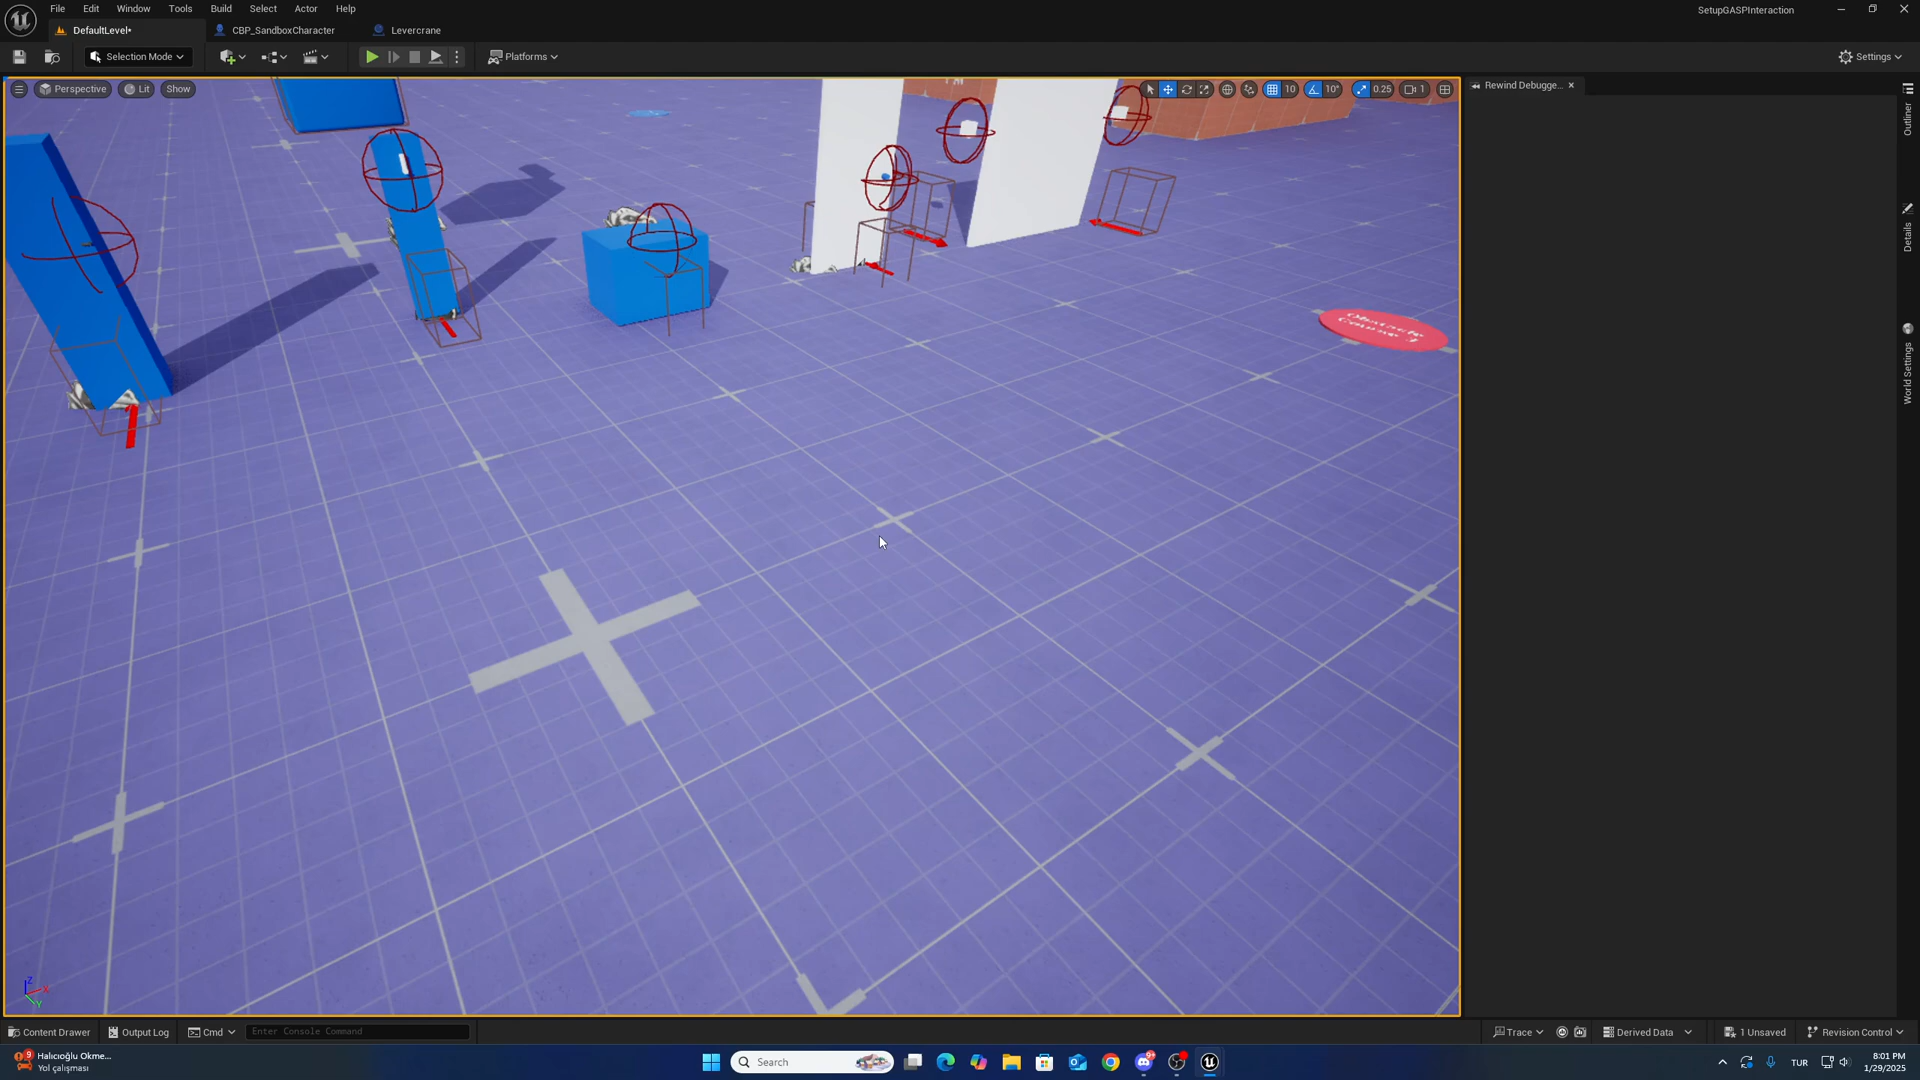 File Edit Window Tools Build Select Actor Help
SetupGASPInteraction
DefaultLevel*
CBP_SandboxCharacter
Levercrane
Selection Mode
Platforms
Settings
Perspective
Lit
Show
10
10°
0.25
1
Rewind Debugge...
Outliner
Details
World Settings
Z
X
Y
Content Drawer
Output Log
Cmd
Enter Console Command
Trace
Derived Data
1 Unsaved
Revision Control
9
Halıcıoğlu Okme...
Yol çalışması
Search
TUR
8:01 PM
1/29/2025